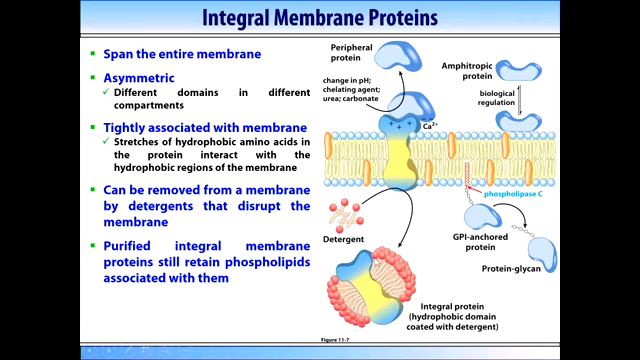 Integral Membrane Proteins
Span the entire membrane
Asymmetric
Different domains in different
compartments
Tightly associated with membrane
Stretches of hydrophobic amino acids in
the protein interact with the
hydrophobic regions of the membrane
Can be removed from a membrane
by detergents that disrupt the
membrane
Purified integral membrane
proteins still retain phospholipids
associated with them
Peripheral
protein
change in pH;
chelating agent;
urea; carbonate
Ca2+
Amphitropic
protein
biological
regulation
phospholipase C
GPI-anchored
protein
Protein-glycan
Detergent
Integral protein
(hydrophobic domain
coated with detergent)
Figure 11-7